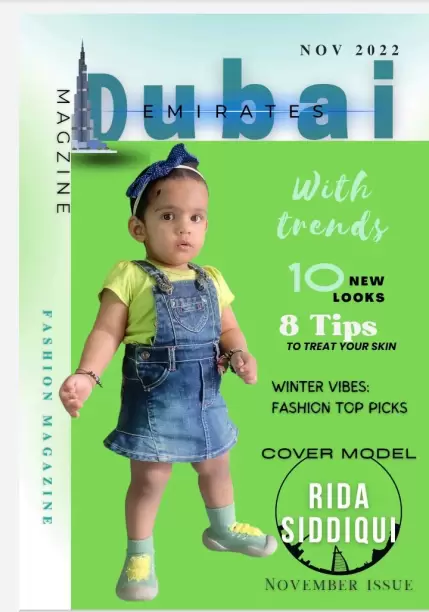 NOV 2022
Dubai
EMIRATES
MAGZINE
With
trends
10 NEW
LOOKS
8 Tips
TO TREAT YOUR SKIN
WINTER VIBES:
FASHION TOP PICKS
FASHION MAGAZINE
COVER MODEL
RIDA
SIDDIQUI
NOVEMBER ISSUE